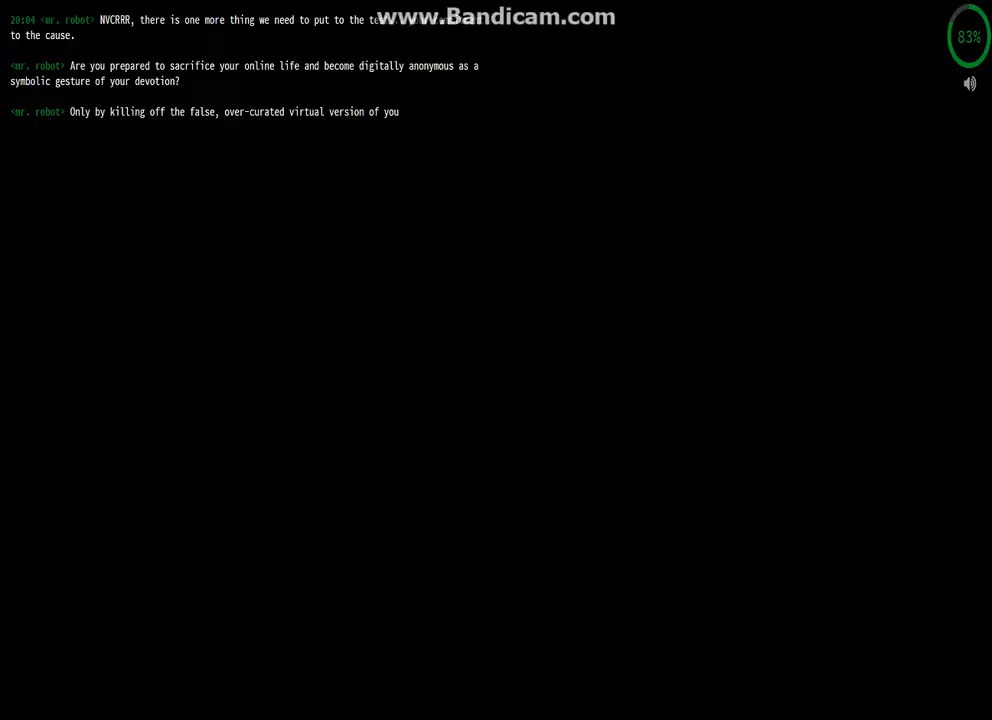 www.Bandicam.com
20:04 <mr. robot> NVCRRR, there is one more thing we need to put to the
to the cause.
<mr. robot> Are you prepared to sacrifice your online life and become digitally anonymous as a
symbolic gesture of your devotion?
<mr. robot> Only by killing off the false, over-curated virtual version of you
83%